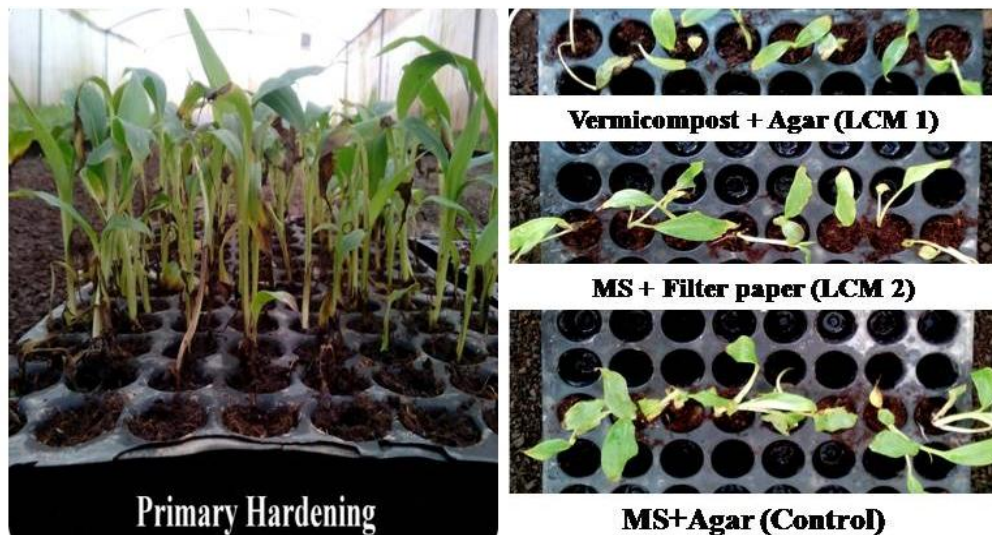 Vermicompost + Agar (LCM 1)
MS + Filter paper (LCM 2)
Primary Hardening
MS+Agar (Control)